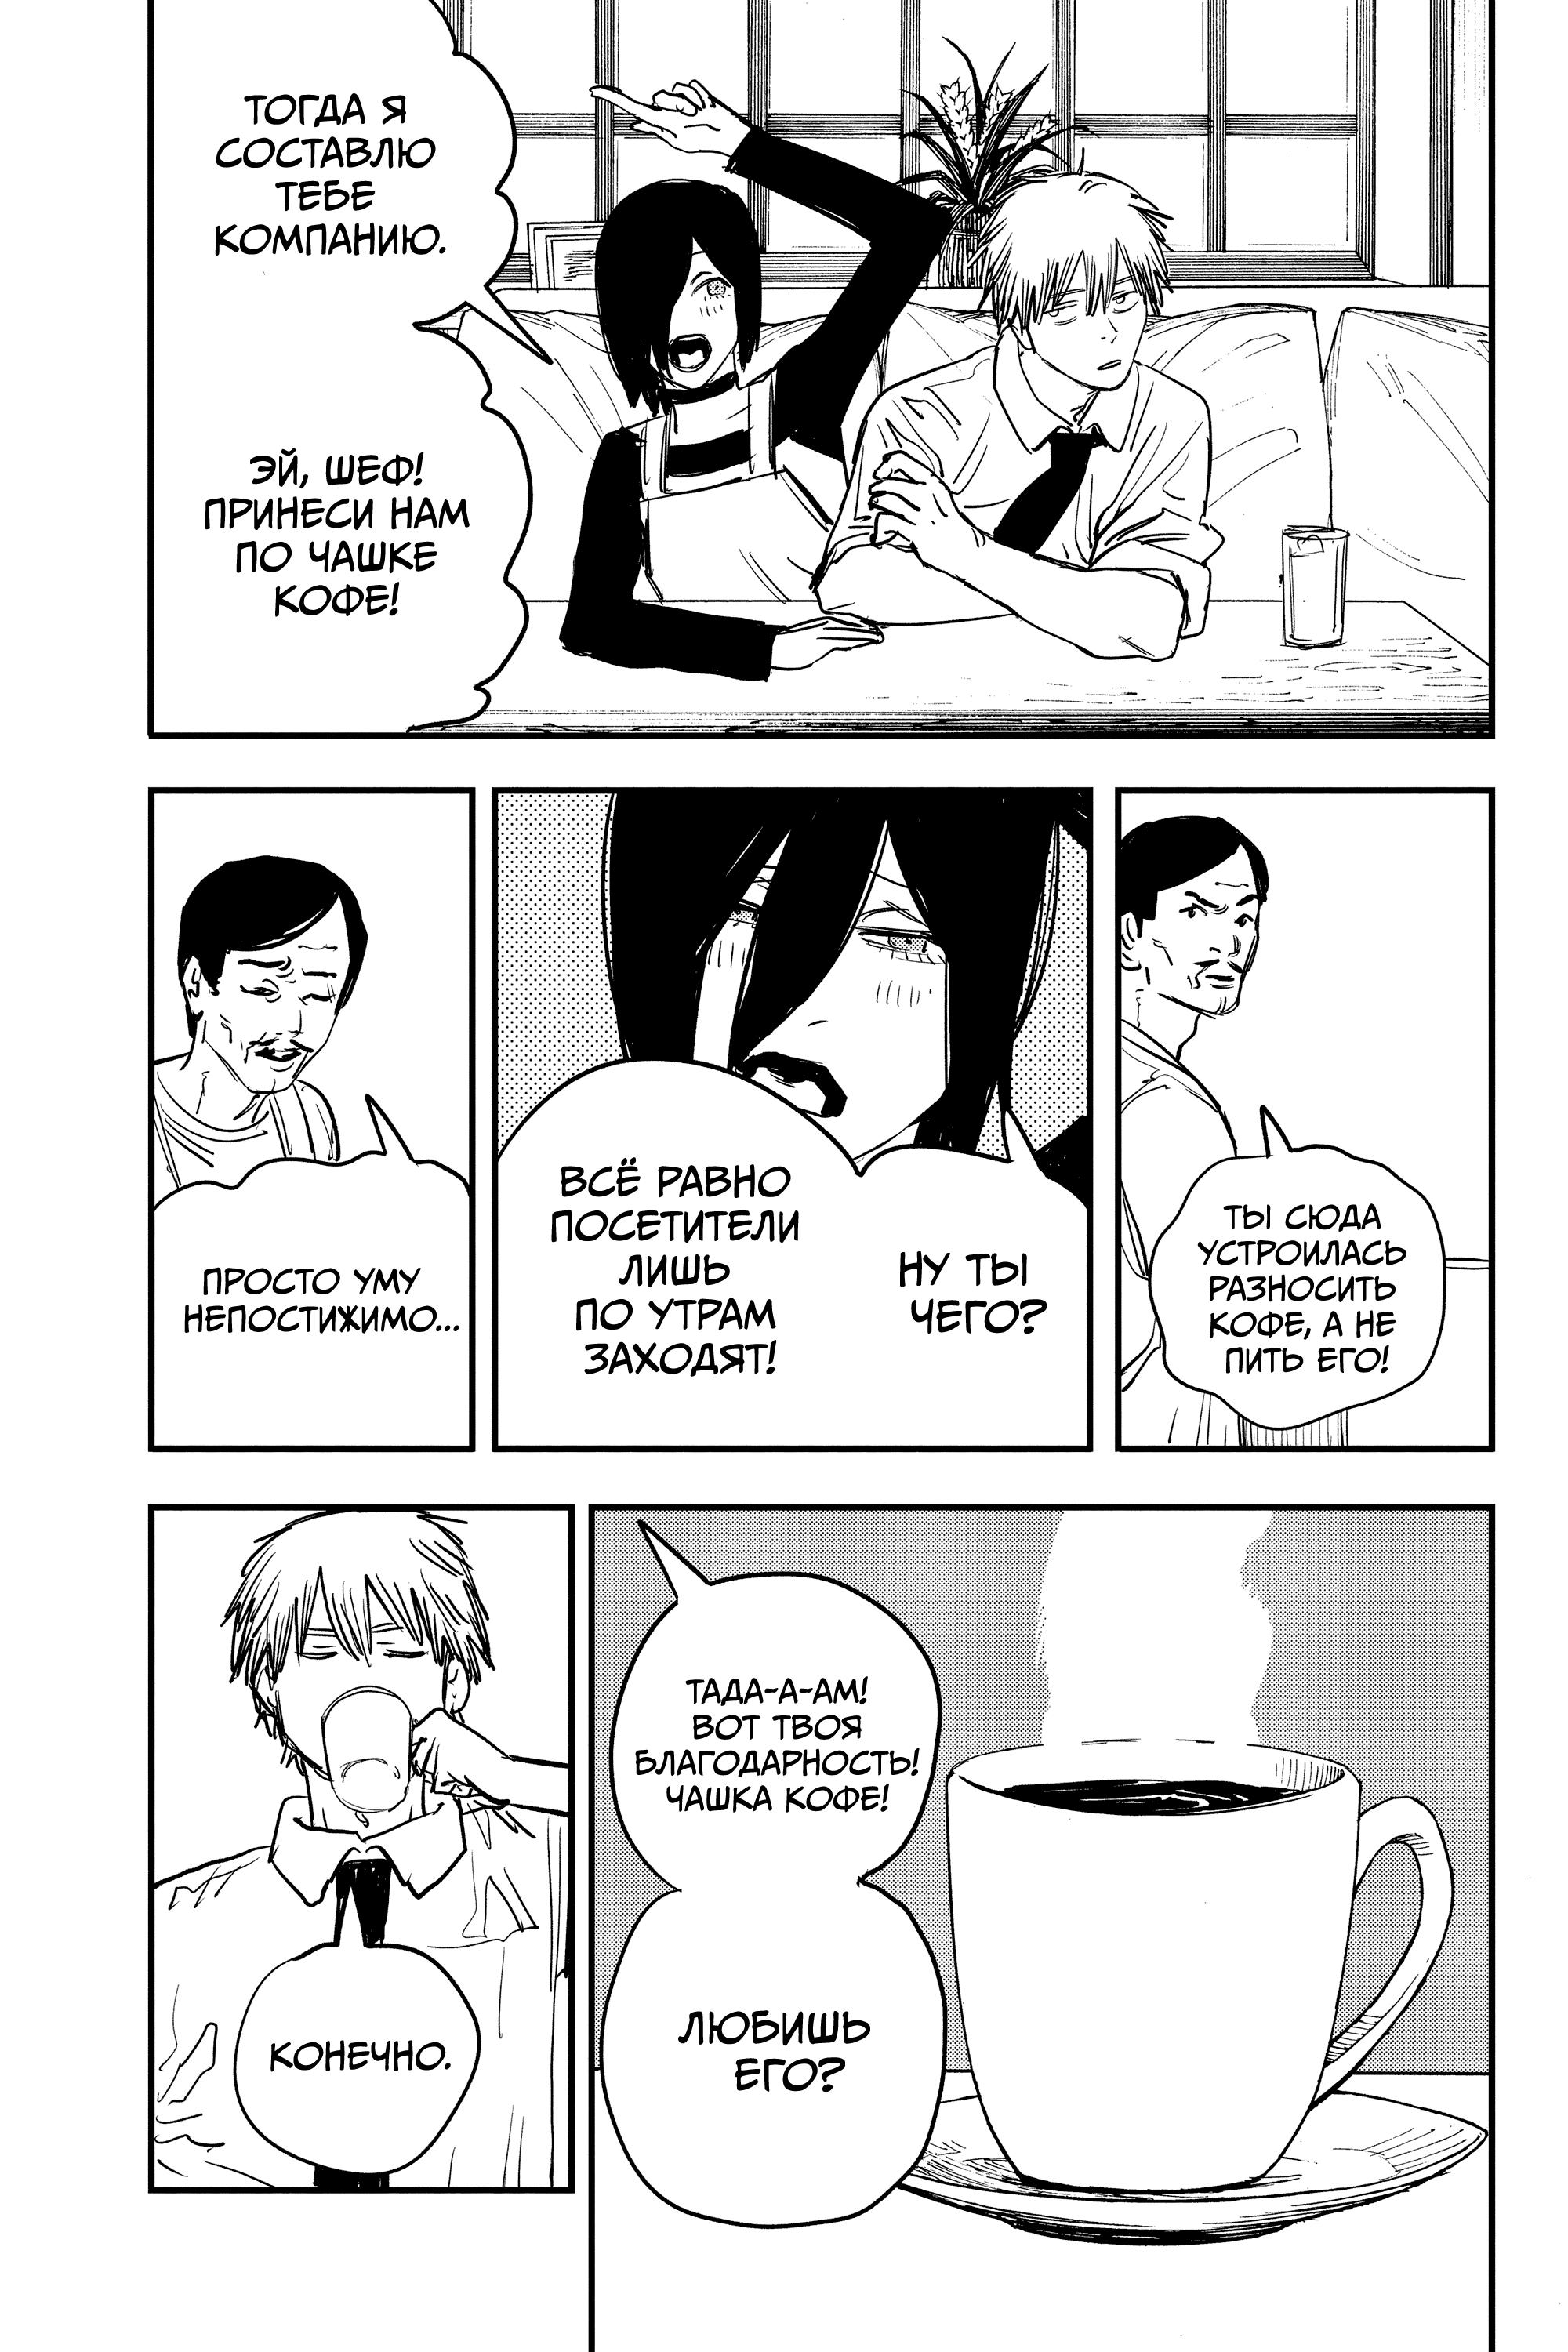 ТОГДА Я
СОСТАВЛЮ
ТЕБЕ
КОМПАНИЮ.
ЭЙ, ШЕФ!
ПРИНЕСИ НАМ
ПО ЧАШКЕ
КОФЕ!
ТЫ СЮДА
УСТРОИЛАСЬ
РАЗНОСИТЬ
КОФЕ, А НЕ
ПИТЬ ЕГО!
НУ ТЫ
ЧЕГО?
ВСЁ РАВНО
ПОСЕТИТЕЛИ
ЛИШЬ
ПО УТРАМ
ЗАХОДЯТ!
ПРОСТО УМУ
НЕПОСТИЖИМО...
ТАДА-А-АМ!
ВОТ ТВОЯ
БЛАГОДАРНОСТЬ!
ЧАШКА КОФЕ!
ЛЮБИШЬ
ЕГО?
КОНЕЧНО.